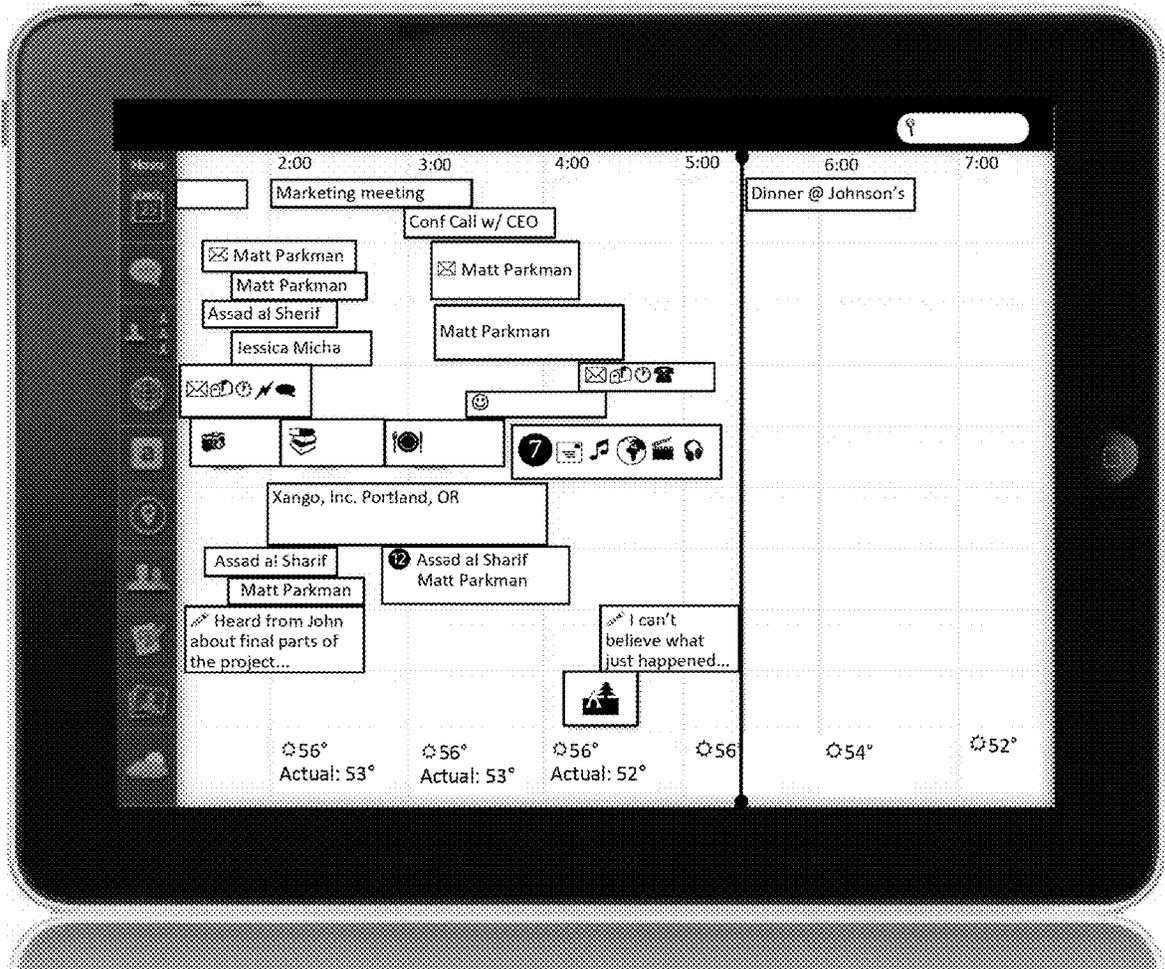 2:00 3:00 4:00 5:00 6:00 7:00
Marketing meeting
Dinner @ Johnson's
Conf Call w/ CEO
Matt Parkman
Matt Parkman
Matt Parkman
Assad al Sherif
Matt Parkman
Jessica Micha
7
Xango, Inc. Portland, OR
Assad al Sharif
Matt Parkman
12 Assad al Sharif
Matt Parkman
Heard from John
about final parts of
the project...
I can't
believe what
just happened...
56° 56° 56° 56° 54° 52°
Actual: 53° Actual: 53° Actual: 52°